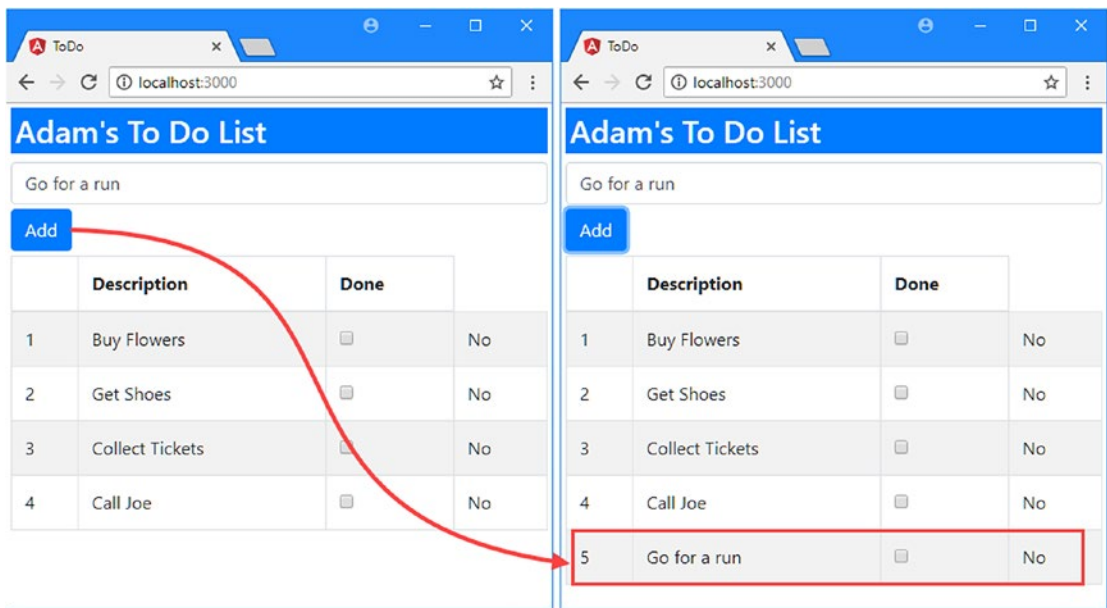 ToDo
localhost:3000
Adam's To Do List
Go for a run
Add
Description Done
1 Buy Flowers No
2 Get Shoes No
3 Collect Tickets No
4 Call Joe No
ToDo
localhost:3000
Adam's To Do List
Go for a run
Add
Description Done
1 Buy Flowers No
2 Get Shoes No
3 Collect Tickets No
4 Call Joe No
5 Go for a run No